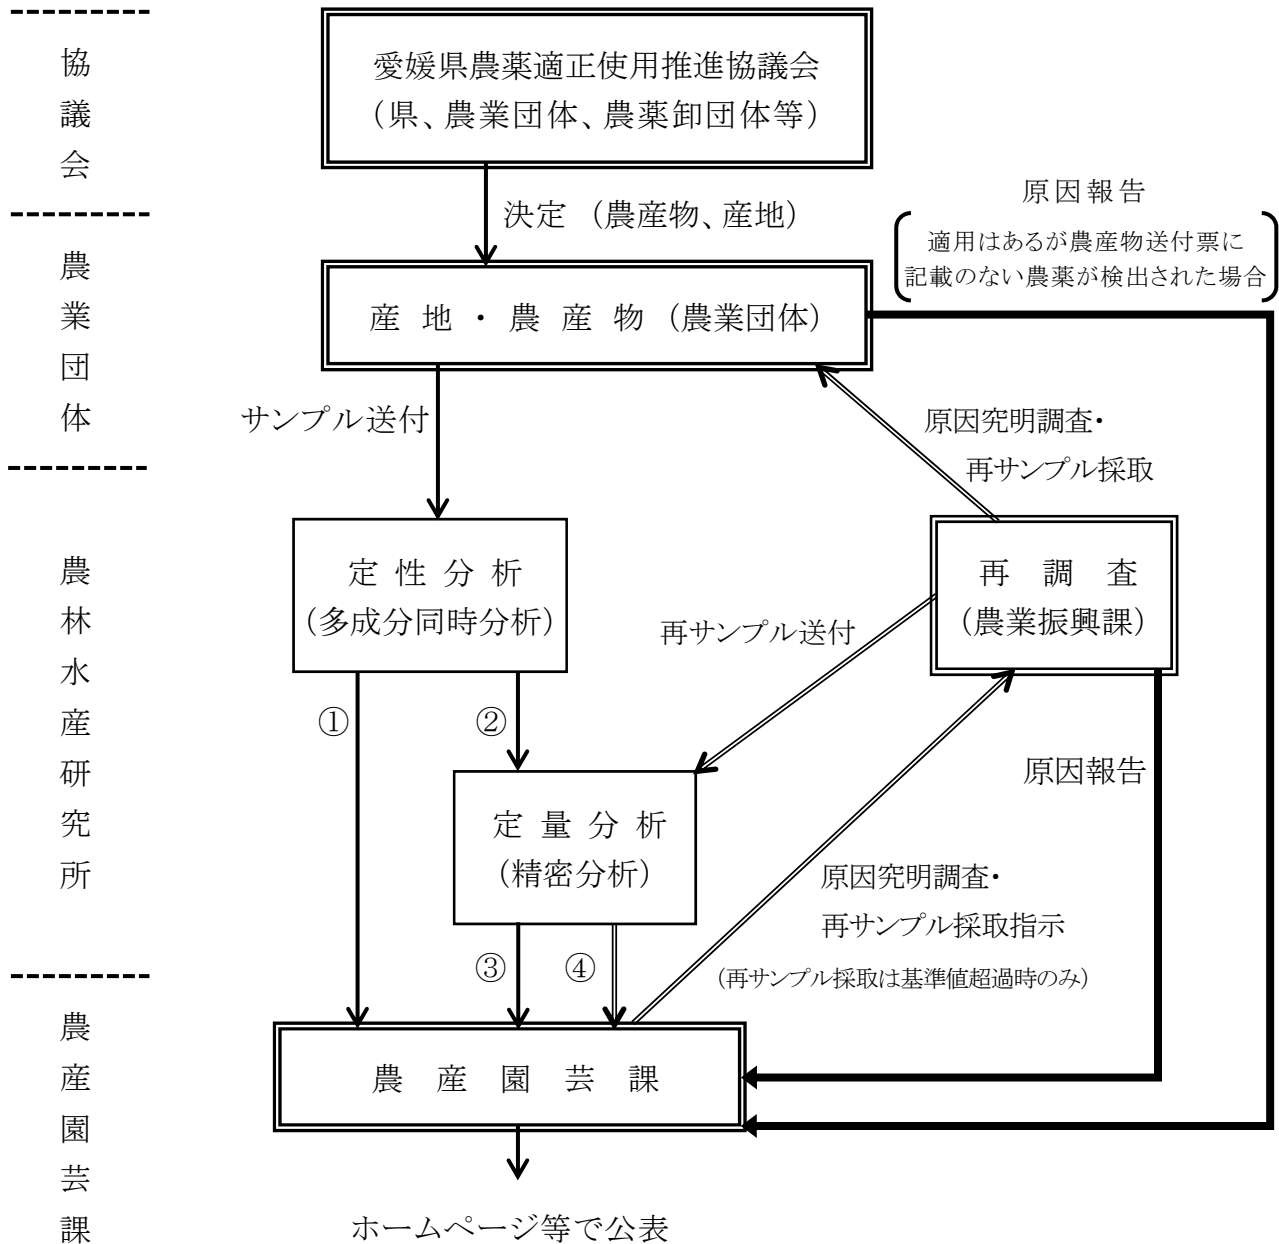 協議会
愛媛県農薬適正使用推進協議会
（県、農業団体、農薬卸団体等）
決定 （農産物、産地）
原因報告
適用はあるが農産物送付票に
記載のない農薬が検出された場合
農業団体
産地・農産物（農業団体）
サンプル送付
原因究明調査・
再サンプル採取
農林水産研究所
定性分析
（多成分同時分析）
再調査
（農業振興課）
再サンプル送付
①
②
定量分析
（精密分析）
原因報告
原因究明調査・
再サンプル採取指示
（再サンプル採取は基準値超過時のみ）
③
④
農産園芸課
農産園芸課
ホームページ等で公表